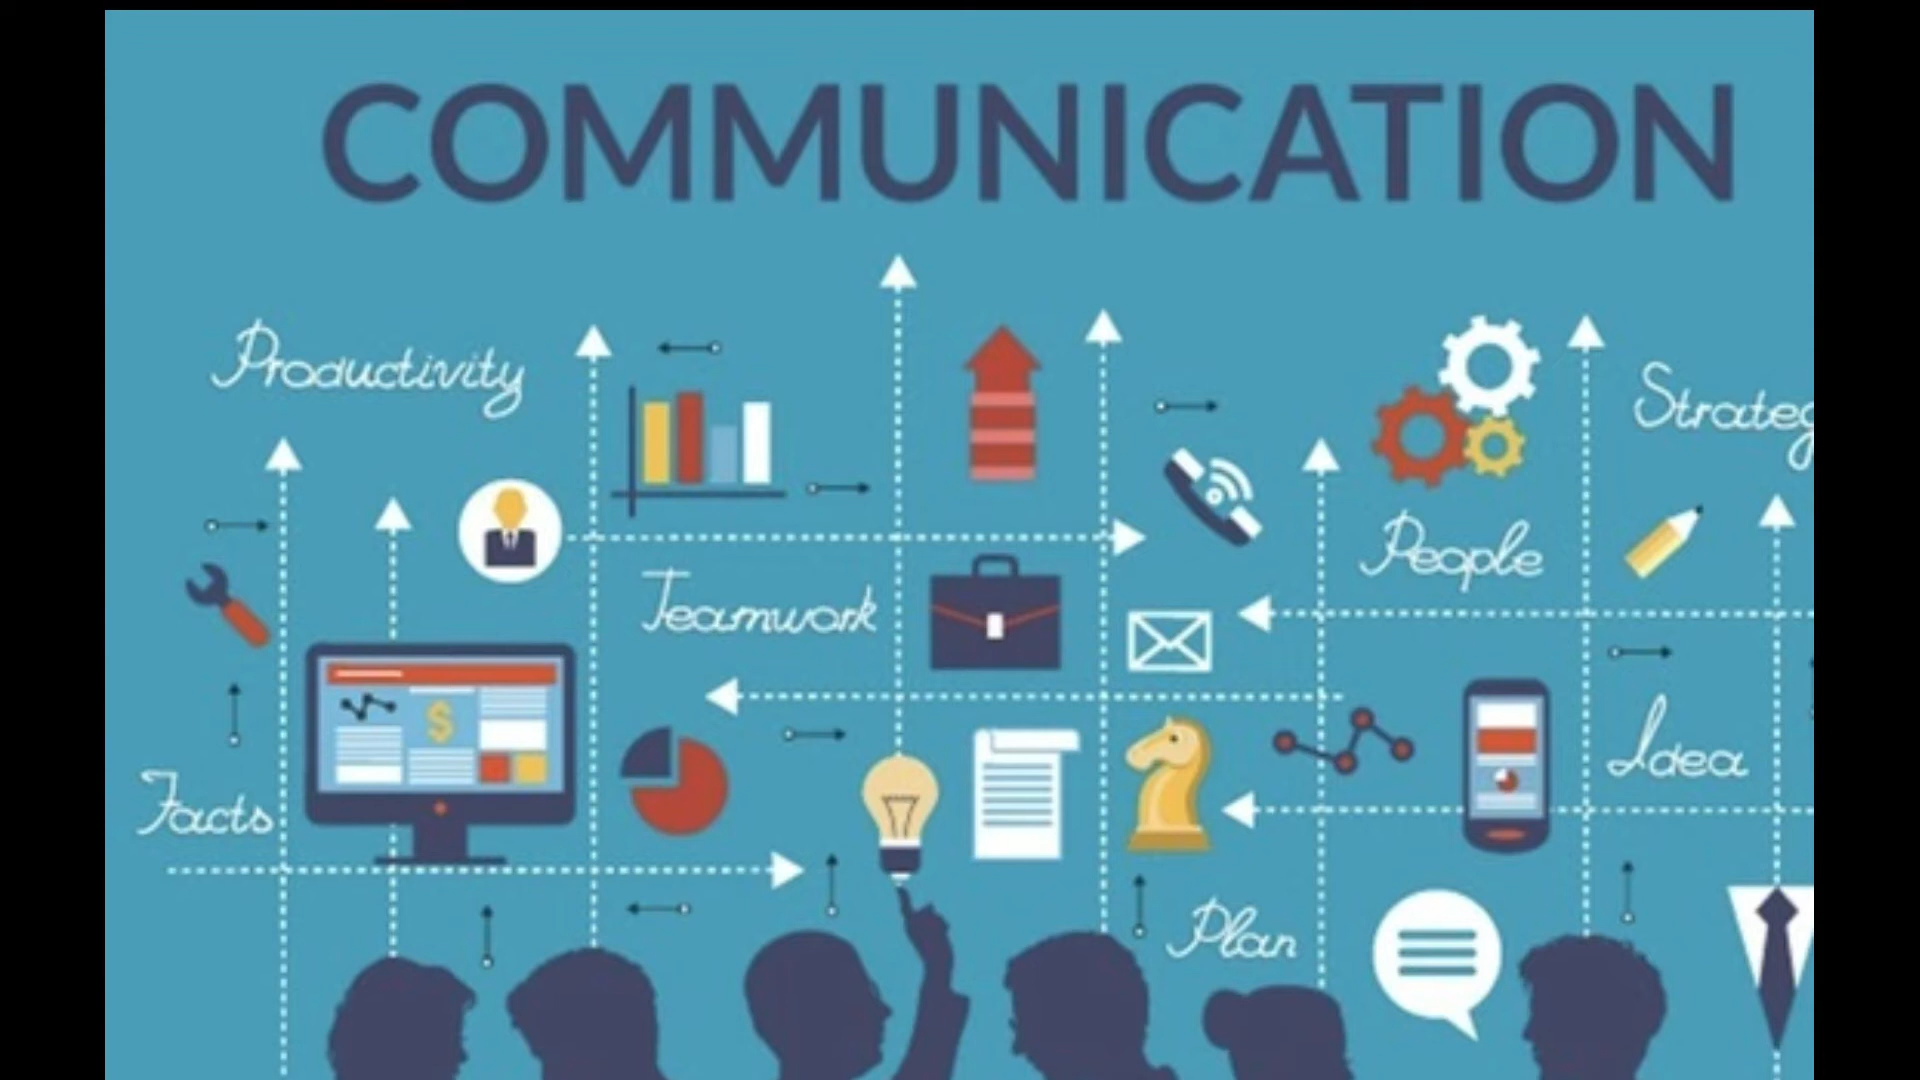 COMMUNICATION
Productivity
Strateg
People
Teamwork
$
Idea
Facts
Plan